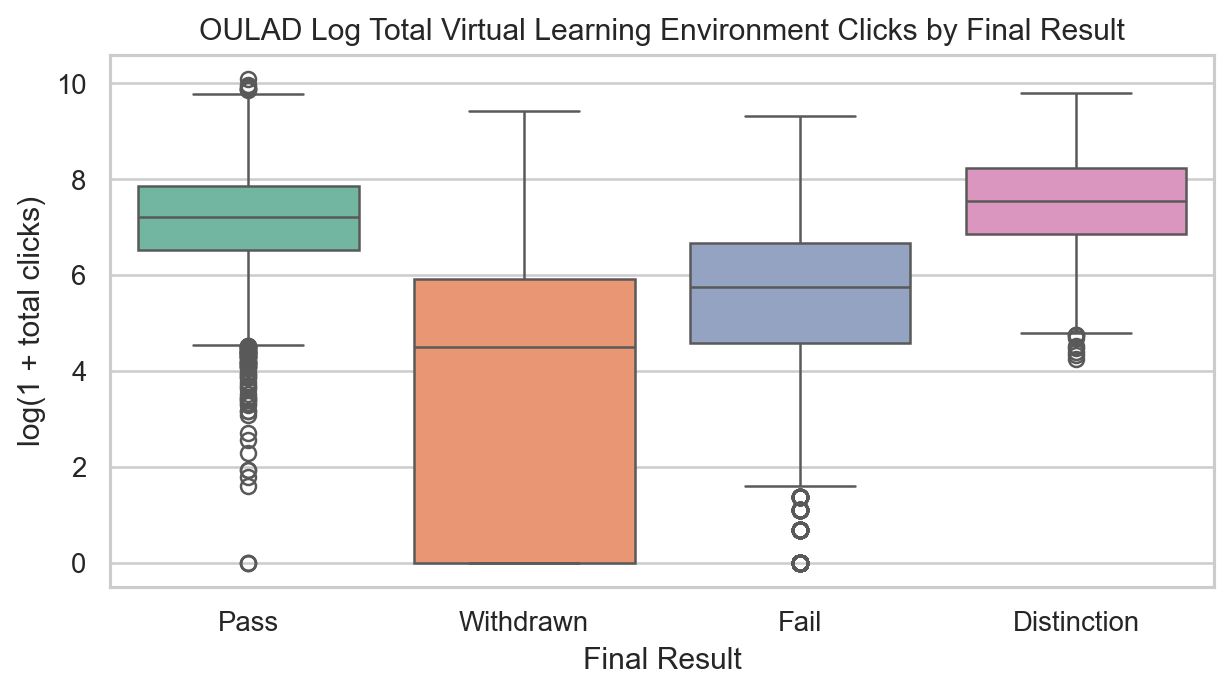 OULAD Log Total Virtual Learning Environment Clicks by Final Result
log(1 + total clicks)
10
8
6
4
2
0
Pass
Withdrawn
Fail
Distinction
Final Result